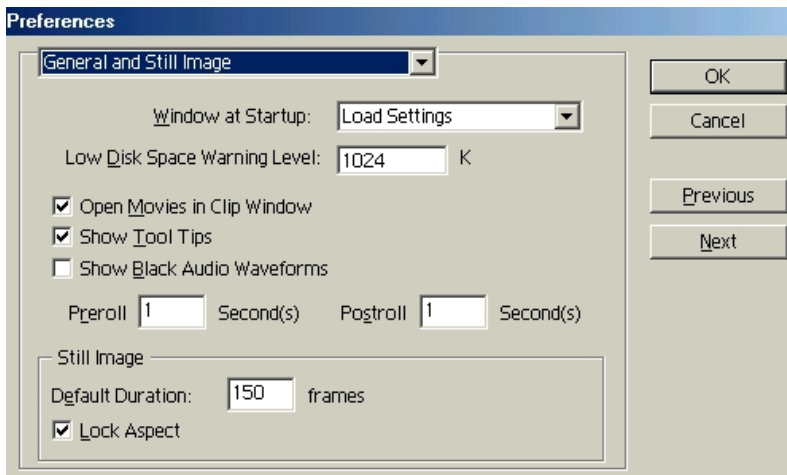 Preferences
General and Still Image
OK
Window at Startup: Load Settings
Cancel
Low Disk Space Warning Level: 1024 K
Previous
Open Movies in Clip Window
Show Tool Tips
Next
Show Black Audio Waveforms
Preroll 1 Second(s) Postroll 1 Second(s)
Still Image
Default Duration: 150 frames
Lock Aspect